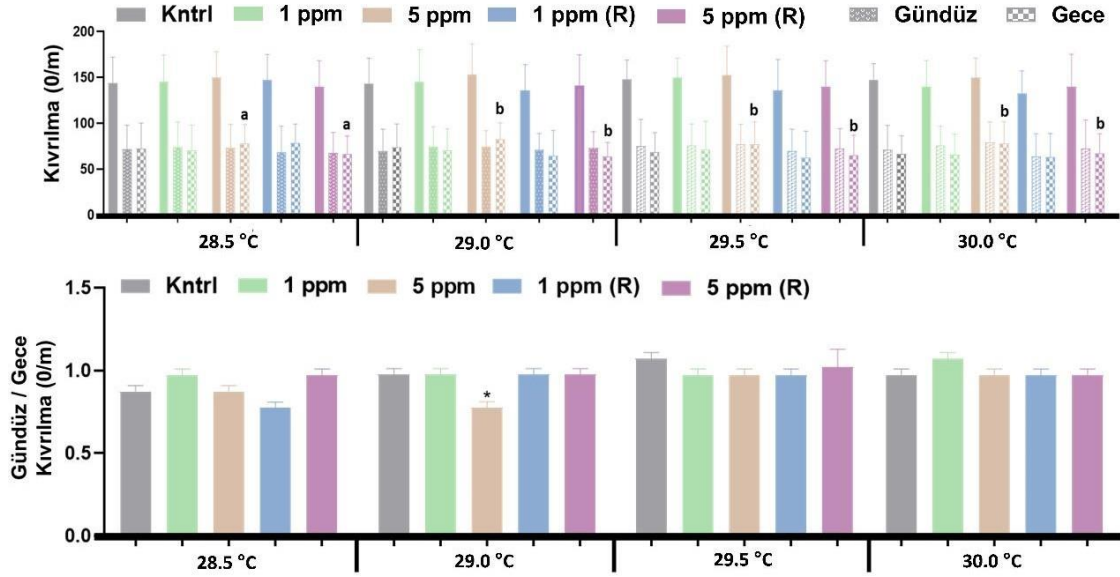 Kntrl 1 ppm 5 ppm 1 ppm (R) 5 ppm (R) Gündüz Gece
Kıvrılma (0/m)
200
150
100
50
0
a a b b b b b b
28.5 °C 29.0 °C 29.5 °C 30.0 °C
Kntrl 1 ppm 5 ppm 1 ppm (R) 5 ppm (R)
Gündüz / Gece
Kıvrılma (0/m)
1.5
1.0
0.5
0.0
*
28.5 °C 29.0 °C 29.5 °C 30.0 °C